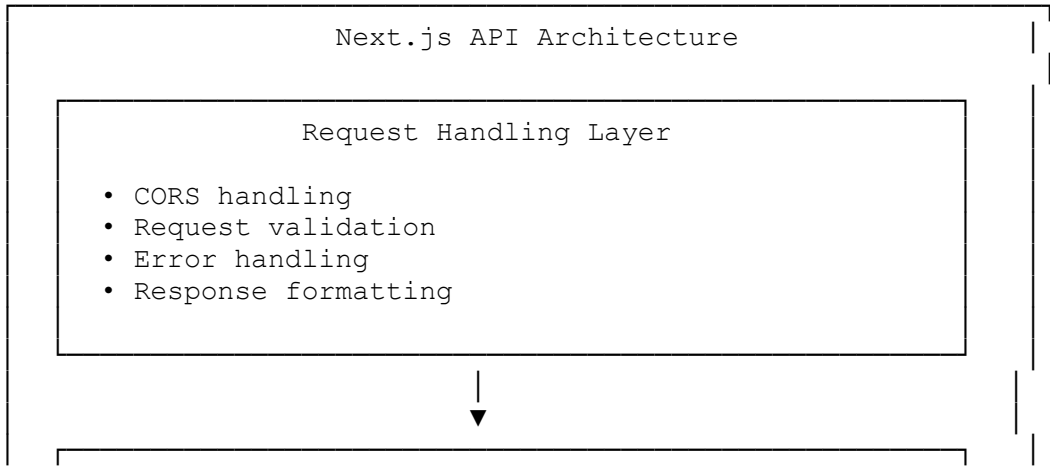 Next.js API Architecture
Request Handling Layer
• CORS handling
• Request validation
• Error handling
• Response formatting